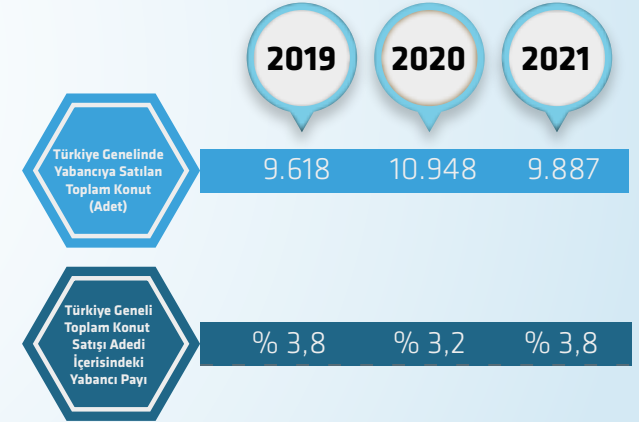 2019 2020 2021
Türkiye Genelinde
Yabancıya Satılan
Toplam Konut
(Adet)
9.618 10.948 9.887
Türkiye Geneli
Toplam Konut
Satışı Adedi
İçerisindeki
Yabancı Payı
% 3,8 % 3,2 % 3,8